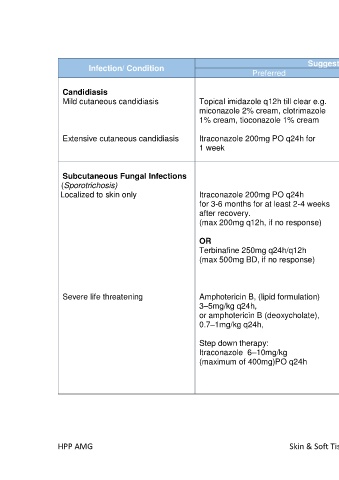 Infection/ Condition
Suggest
Preferred
Candidiasis
Mild cutaneous candidiasis
Topical imidazole q12h till clear e.g.
miconazole 2% cream, clotrimazole
1% cream, tioconazole 1% cream
Extensive cutaneous candidiasis
Itraconazole 200mg PO q24h for
1 week
Subcutaneous Fungal Infections
(Sporotrichosis)
Localized to skin only
Itraconazole 200mg PO q24h
for 3-6 months for at least 2-4 weeks
after recovery.
(max 200mg q12h, if no response)
OR
Terbinafine 250mg q24h/q12h
(max 500mg BD, if no response)
Severe life threatening
Amphotericin B, (lipid formulation)
3–5mg/kg q24h,
or amphotericin B (deoxycholate),
0.7–1mg/kg q24h,
Step down therapy:
Itraconazole 6–10mg/kg
(maximum of 400mg)PO q24h
HPP AMG
Skin & Soft Tis